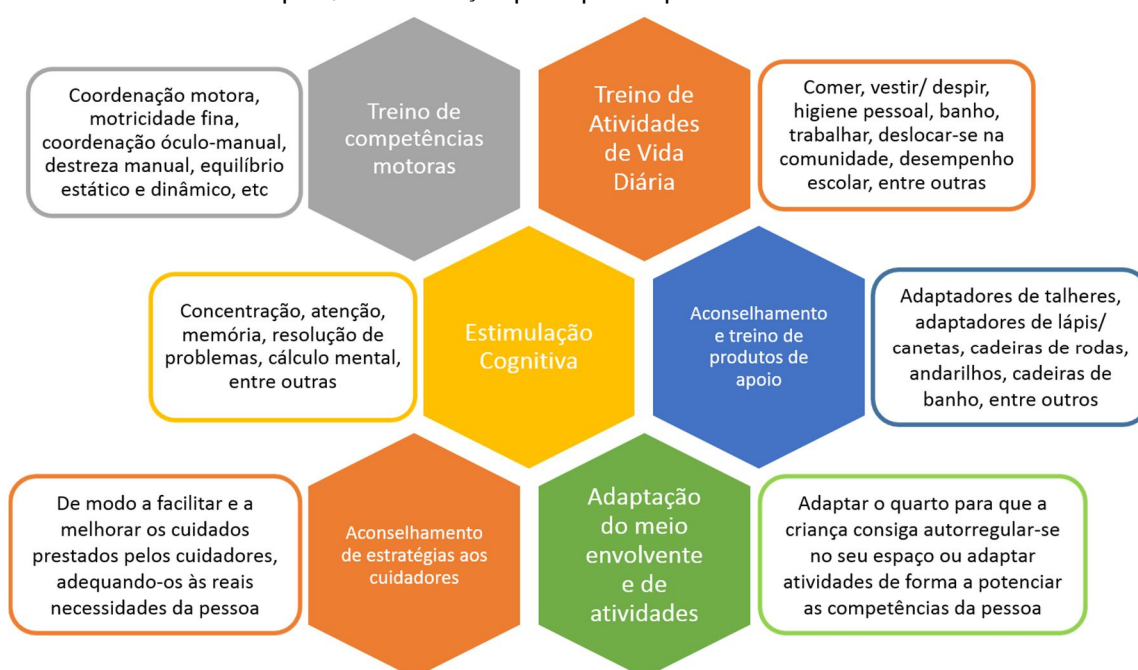 Coordenação motora,
motricidade fina,
coordenação óculo-manual,
destreza manual, equilíbrio
estático e dinâmico, etc
Treino de
competências
motoras
Treino de
Atividades
de Vida
Diária
Comer, vestir/ despir,
higiene pessoal, banho,
trabalhar, deslocar-se na
comunidade, desempenho
escolar, entre outras
Concentração, atenção,
memória, resolução de
problemas, cálculo mental,
entre outras
Estimulação
Cognitiva
Aconselhamento
e treino de
produtos de
apoio
Adaptadores de talheres,
adaptadores de lápis/
canetas, cadeiras de rodas,
andarilhos, cadeiras de
banho, entre outros
De modo a facilitar e a
melhorar os cuidados
prestados pelos cuidadores,
adequando-os às reais
necessidades da pessoa
Aconselhamento
de estratégias aos
cuidadores
Adaptação
do meio
envolvente
e de
atividades
Adaptar o quarto para que a
criança consiga autorregular-se
no seu espaço ou adaptar
atividades de forma a potenciar
as competências da pessoa